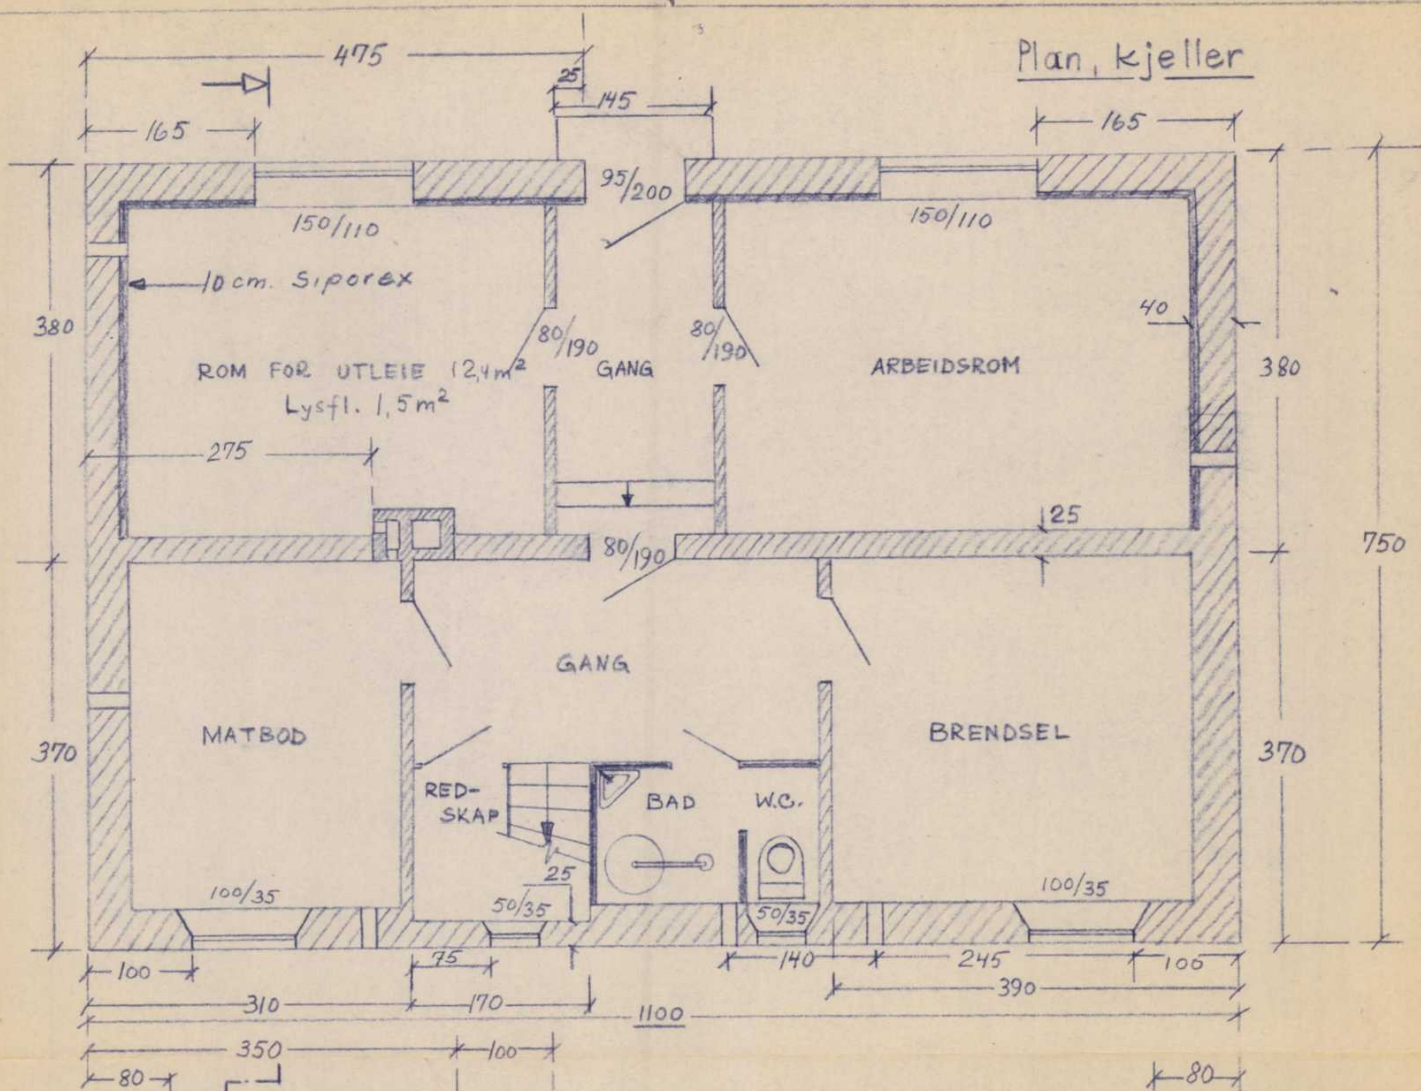 Plan, kjeller
475
25
145
165
165
95/200
150/110
150/110
10 cm. Siporex
380
80/190
80/190
40
ROM FOR UTLEIE 12,4 m²
GANG
ARBEIDSROM
380
Lysfl. 1,5 m²
275
25
80/190
750
GANG
MATBOD
BRENDSEL
370
370
RED-
SKAP
BAD
W.C.
25
100/35
50/35
50/35
100/35
100
75
140
245
100
310
170
390
1100
350
100
80
80